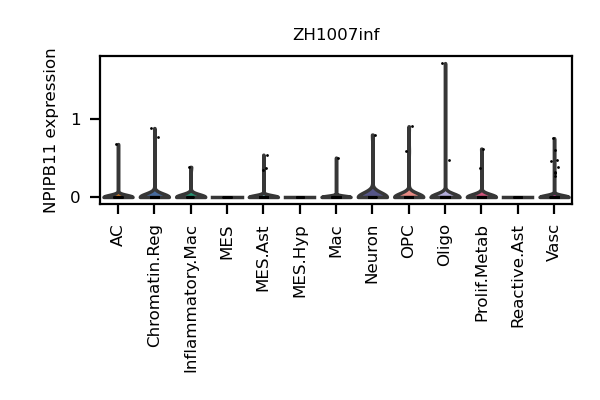 ZH1007inf
NPIPB11 expression
1
0
AC
Chromatin.Reg
Inflammatory.Mac
MES
MES.Ast
MES.Hyp
Mac
Neuron
OPC
Oligo
Prolif.Metab
Reactive.Ast
Vasc